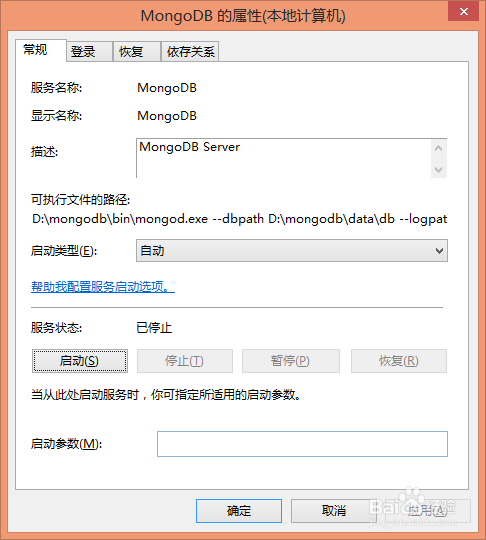 MongoDB 的属性(本地计算机)
常规 登录 恢复 依存关系
服务名称: MongoDB
显示名称: MongoDB
描述: MongoDB Server
可执行文件的路径:
D:\mongodb\bin\mongod.exe --dbpath D:\mongodb\data\db --logpat
启动类型(E): 自动
帮助我配置服务启动选项。
服务状态: 已停止
启动(S) 停止(T) 暂停(P) 恢复(R)
当从此处启动服务时，你可指定所适用的启动参数。
启动参数(M):
确定 取消 应用(A)
Baidu 经验